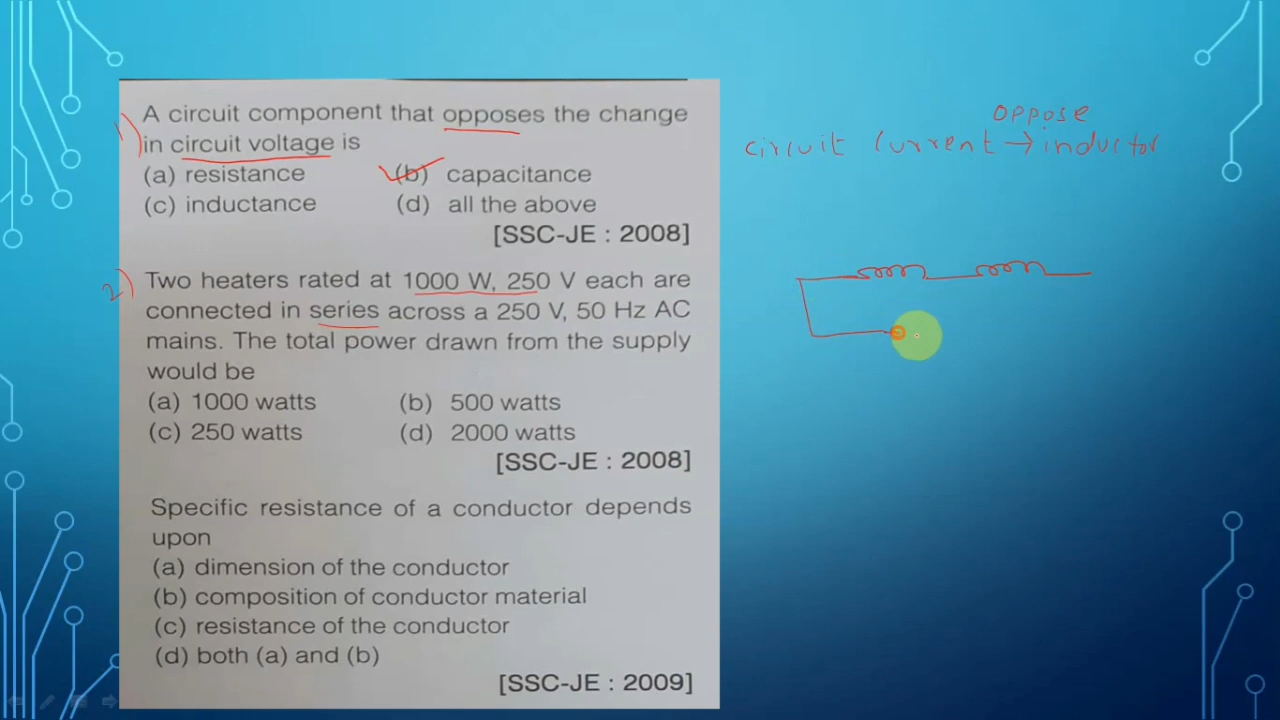 1)
A circuit component that opposes the change
in circuit voltage is
(a) resistance (b) capacitance
(c) inductance (d) all the above
[SSC-JE : 2008]
2)
Two heaters rated at 1000 W, 250 V each are
connected in series across a 250 V, 50 Hz AC
mains. The total power drawn from the supply
would be
(a) 1000 watts (b) 500 watts
(c) 250 watts (d) 2000 watts
[SSC-JE : 2008]
Specific resistance of a conductor depends
upon
(a) dimension of the conductor
(b) composition of conductor material
(c) resistance of the conductor
(d) both (a) and (b)
[SSC-JE : 2009]
oppose
circuit current → inductor